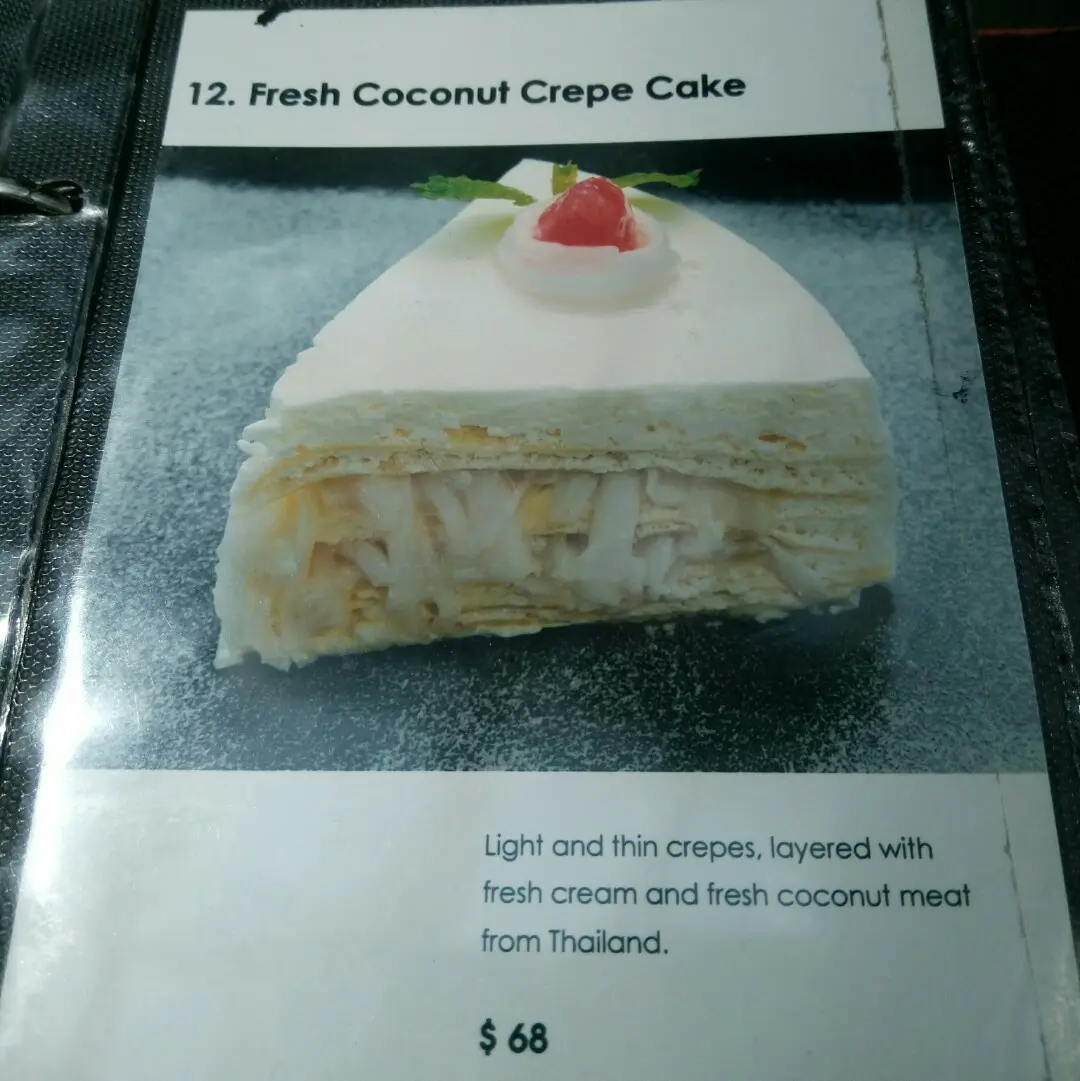 12. Fresh Coconut Crepe Cake
Light and thin crepes, layered with
fresh cream and fresh coconut meat
from Thailand.
$ 68